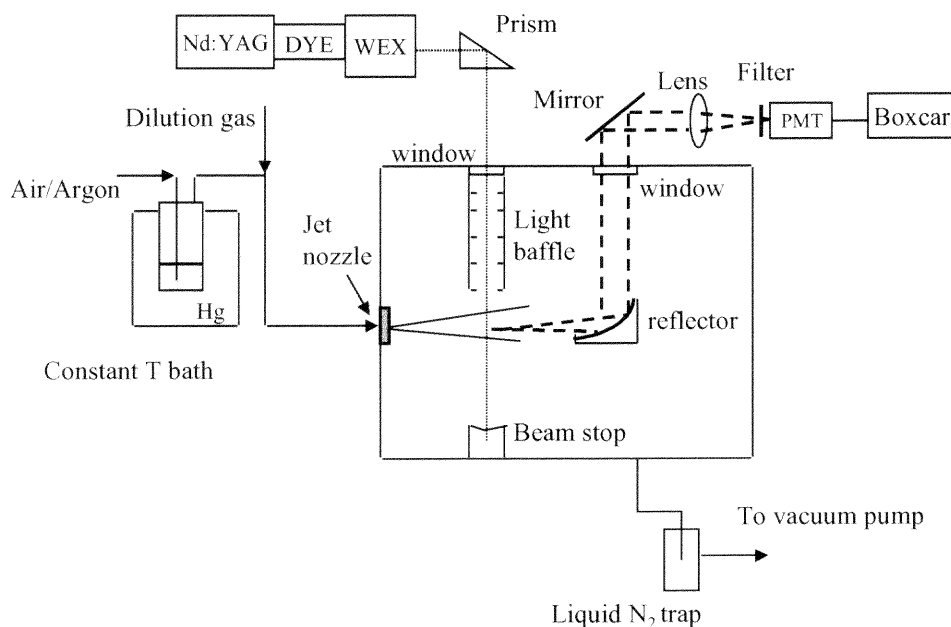 Prism
Nd:YAG DYE WEX
Filter
Lens
Mirror
PMT
Boxcar
Dilution gas
window
Air/Argon
window
Jet
nozzle
Light
baffle
Hg
reflector
Constant T bath
Beam stop
To vacuum pump
Liquid N₂ trap